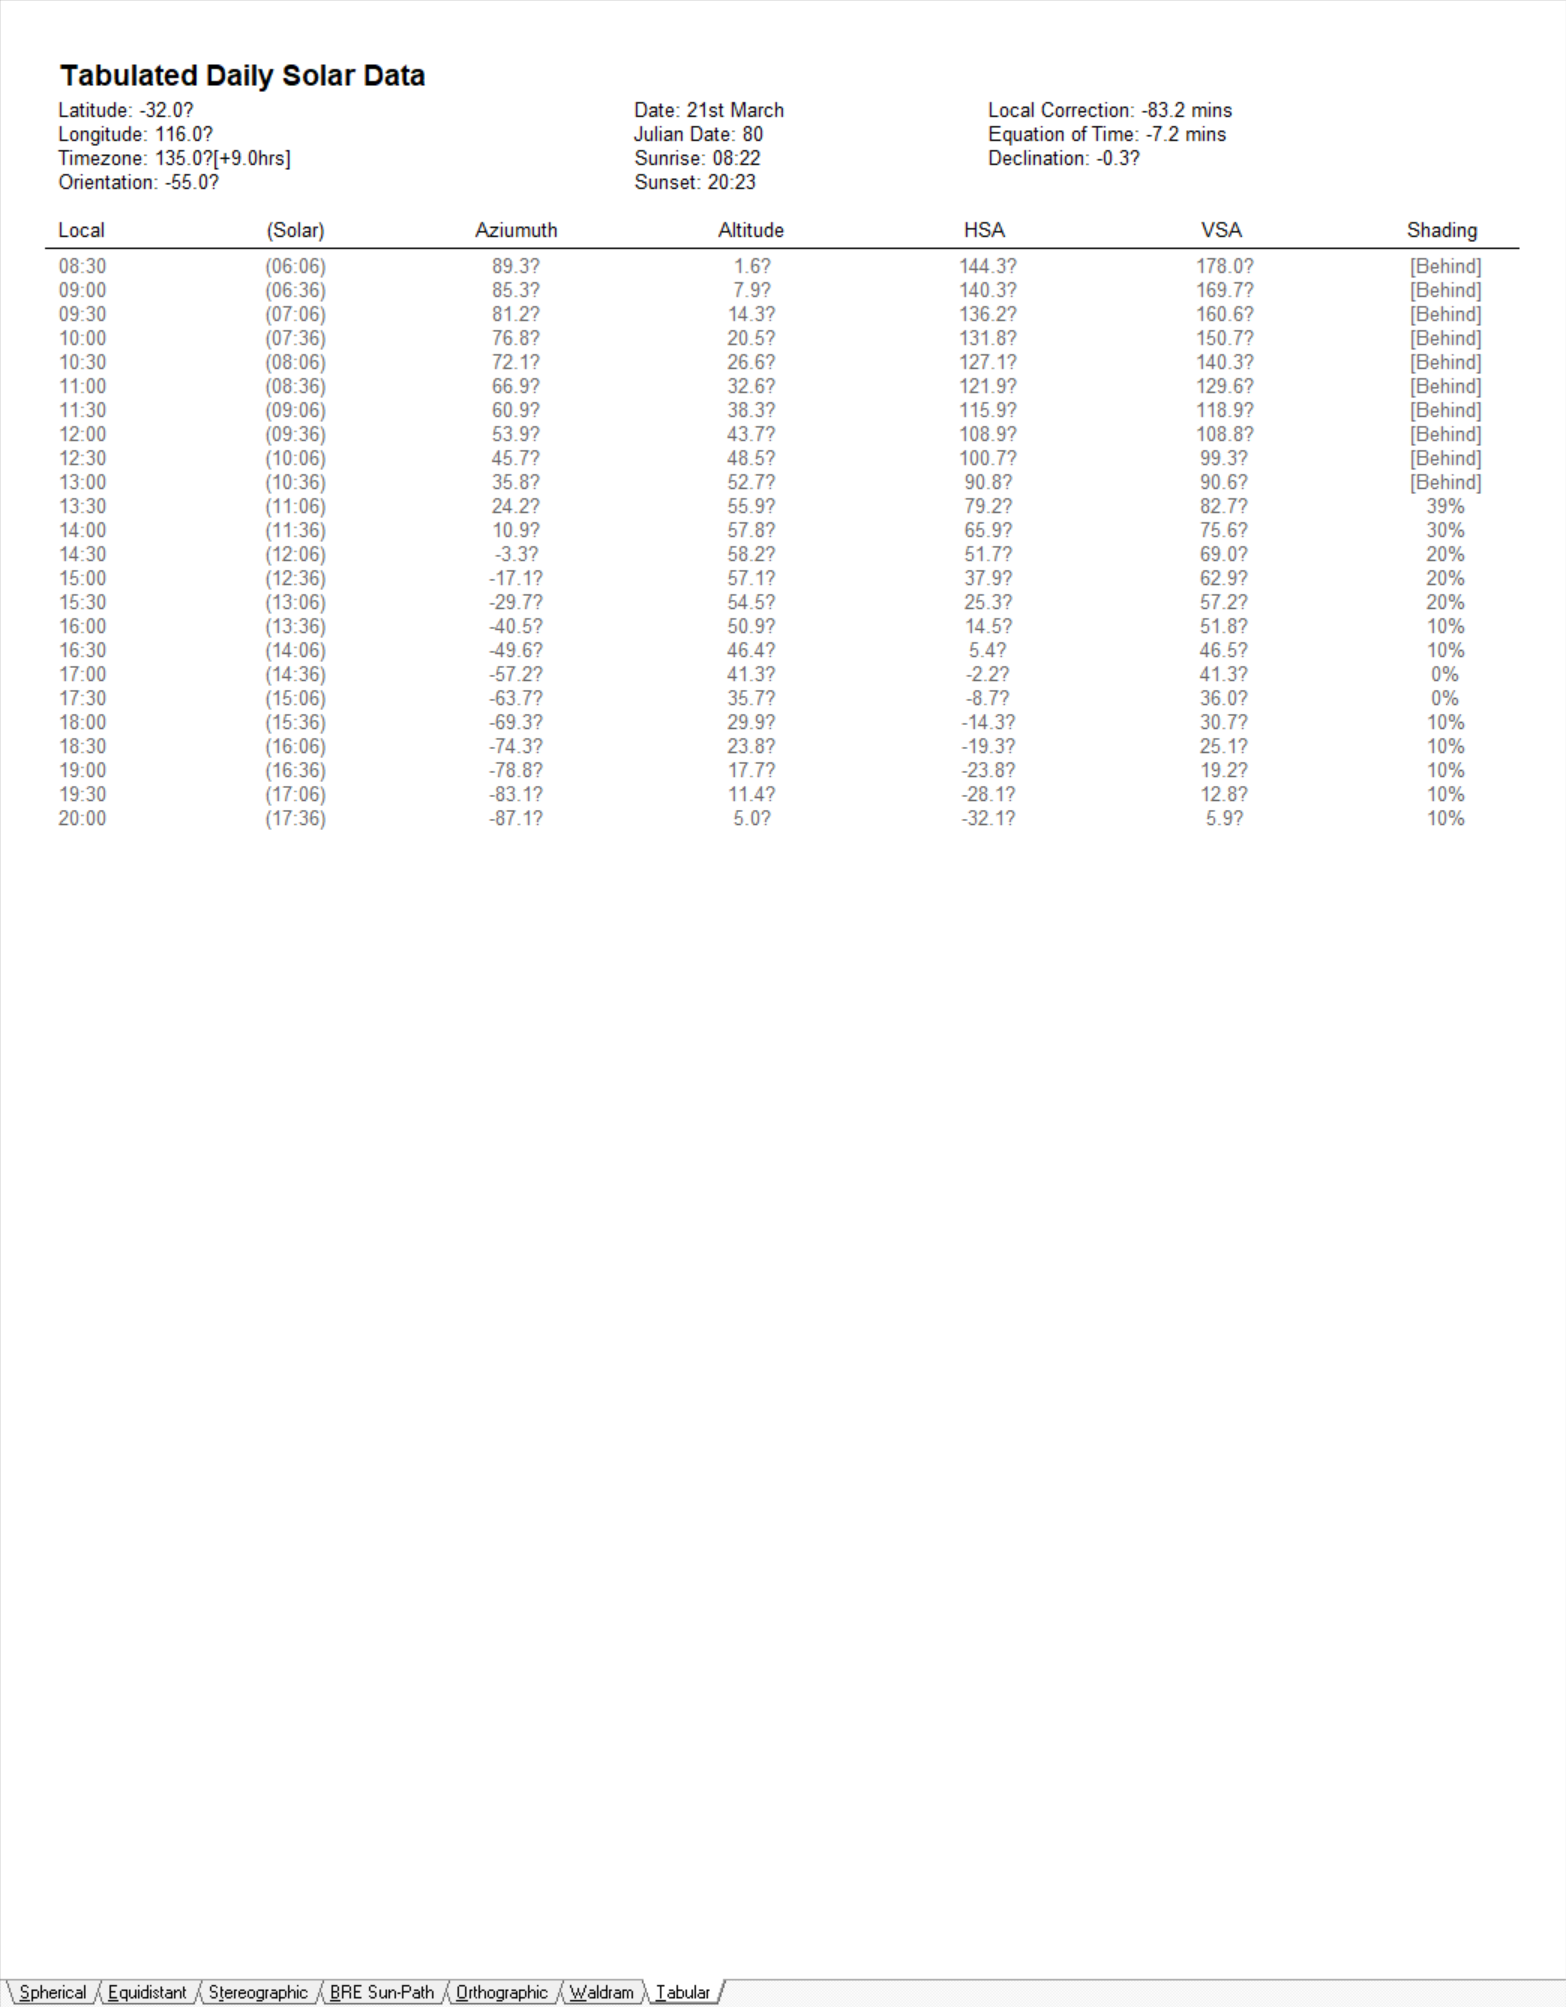 Tabulated Daily Solar Data
Latitude: -32.0? Date: 21st March Local Correction: -83.2 mins
Longitude: 116.0? Julian Date: 80 Equation of Time: -7.2 mins
Timezone: 135.0?[+9.0hrs] Sunrise: 08:22 Declination: -0.3?
Orientation: -55.0? Sunset: 20:23
Local (Solar) Aziumuth Altitude HSA VSA Shading
08:30 (06:06) 89.3? 1.6? 144.3? 178.0? [Behind]
09:00 (06:36) 85.3? 7.9? 140.3? 169.7? [Behind]
09:30 (07:06) 81.2? 14.3? 136.2? 160.6? [Behind]
10:00 (07:36) 76.8? 20.5? 131.8? 150.7? [Behind]
10:30 (08:06) 72.1? 26.6? 127.1? 140.3? [Behind]
11:00 (08:36) 66.9? 32.6? 121.9? 129.6? [Behind]
11:30 (09:06) 60.9? 38.3? 115.9? 118.9? [Behind]
12:00 (09:36) 53.9? 43.7? 108.9? 108.8? [Behind]
12:30 (10:06) 45.7? 48.5? 100.7? 99.3? [Behind]
13:00 (10:36) 35.8? 52.7? 90.8? 90.6? [Behind]
13:30 (11:06) 24.2? 55.9? 79.2? 82.7? 39%
14:00 (11:36) 10.9? 57.8? 65.9? 75.6? 30%
14:30 (12:06) -3.3? 58.2? 51.7? 69.0? 20%
15:00 (12:36) -17.1? 57.1? 37.9? 62.9? 20%
15:30 (13:06) -29.7? 54.5? 25.3? 57.2? 20%
16:00 (13:36) -40.5? 50.9? 14.5? 51.8? 10%
16:30 (14:06) -49.6? 46.4? 5.4? 46.5? 10%
17:00 (14:36) -57.2? 41.3? -2.2? 41.3? 0%
17:30 (15:06) -63.7? 35.7? -8.7? 36.0? 0%
18:00 (15:36) -69.3? 29.9? -14.3? 30.7? 10%
18:30 (16:06) -74.3? 23.8? -19.3? 25.1? 10%
19:00 (16:36) -78.8? 17.7? -23.8? 19.2? 10%
19:30 (17:06) -83.1? 11.4? -28.1? 12.8? 10%
20:00 (17:36) -87.1? 5.0? -32.1? 5.9? 10%
Spherical Equidistant Stereographic BRE Sun-Path Orthographic Waldram Tabular